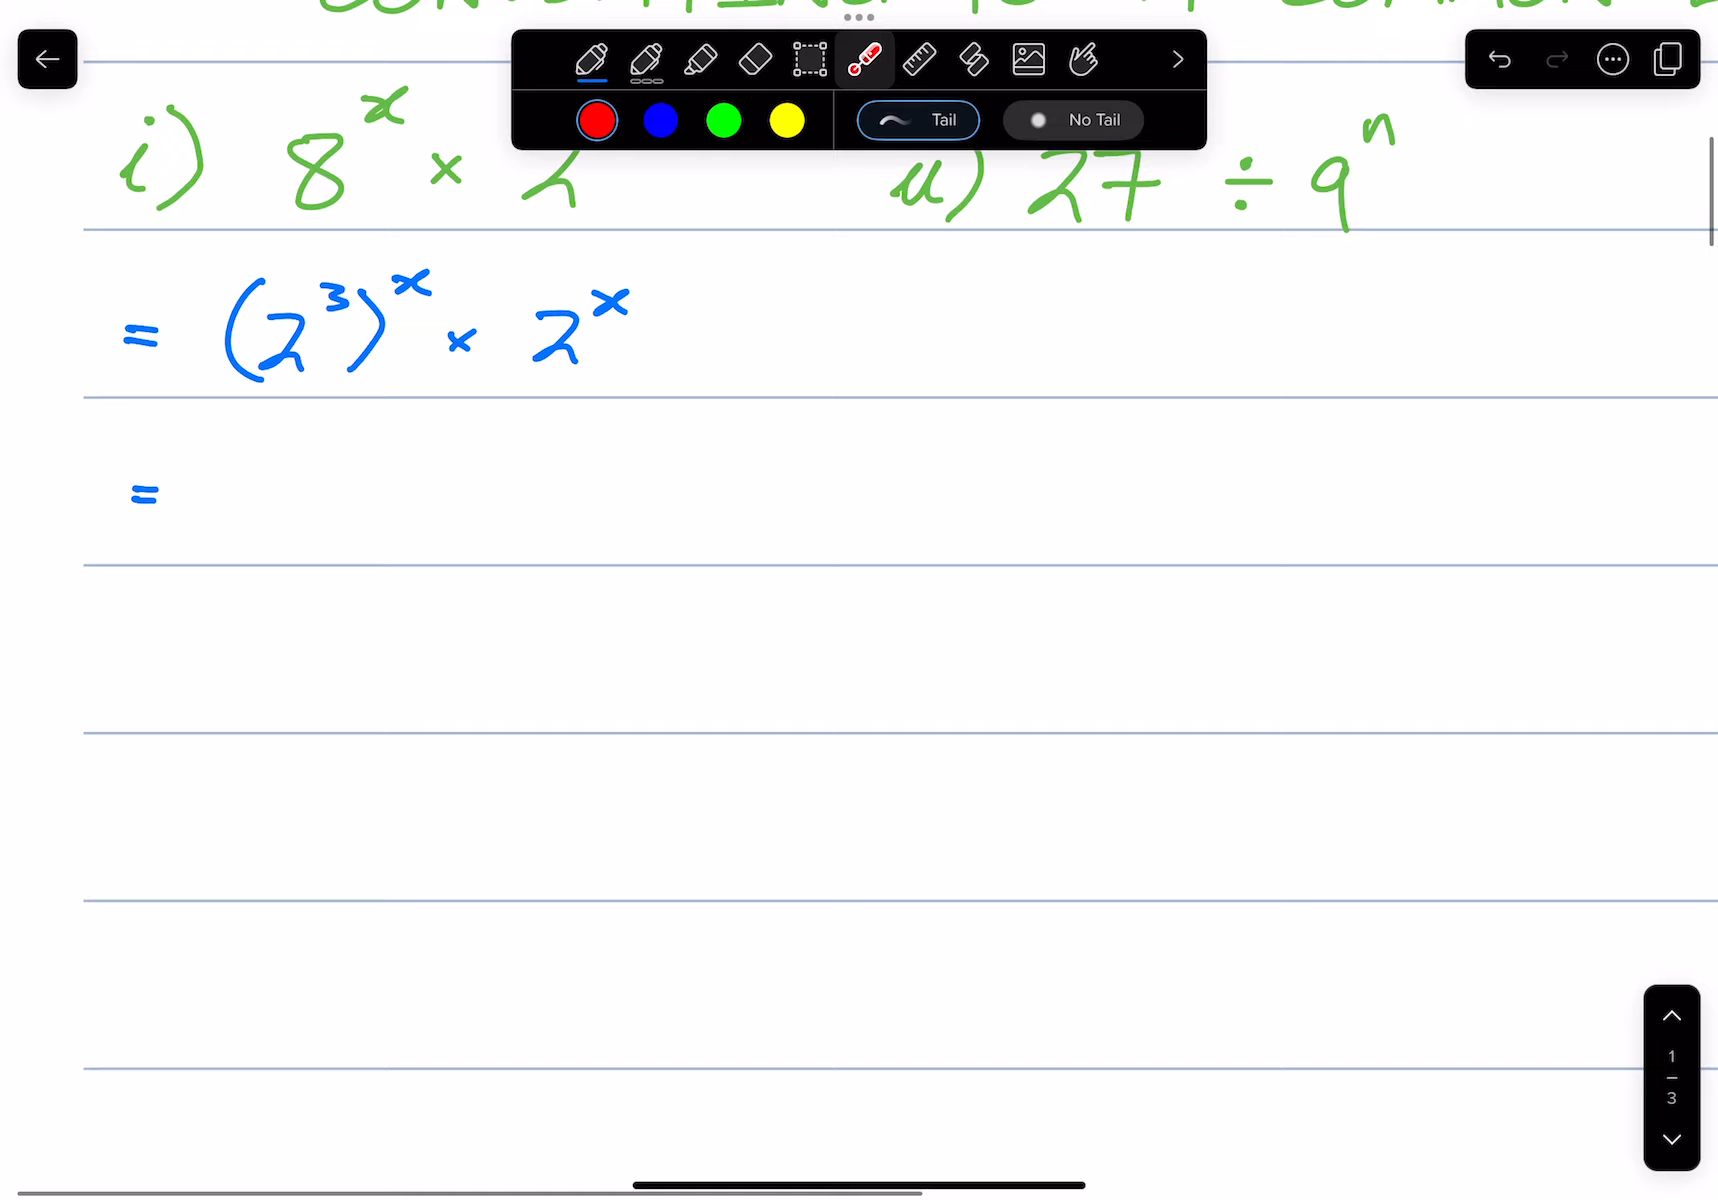 Tail No Tail
i) 8^x × 2 ii) 27 ÷ 9^n
= (2^3)^x × 2^x
=
1
3